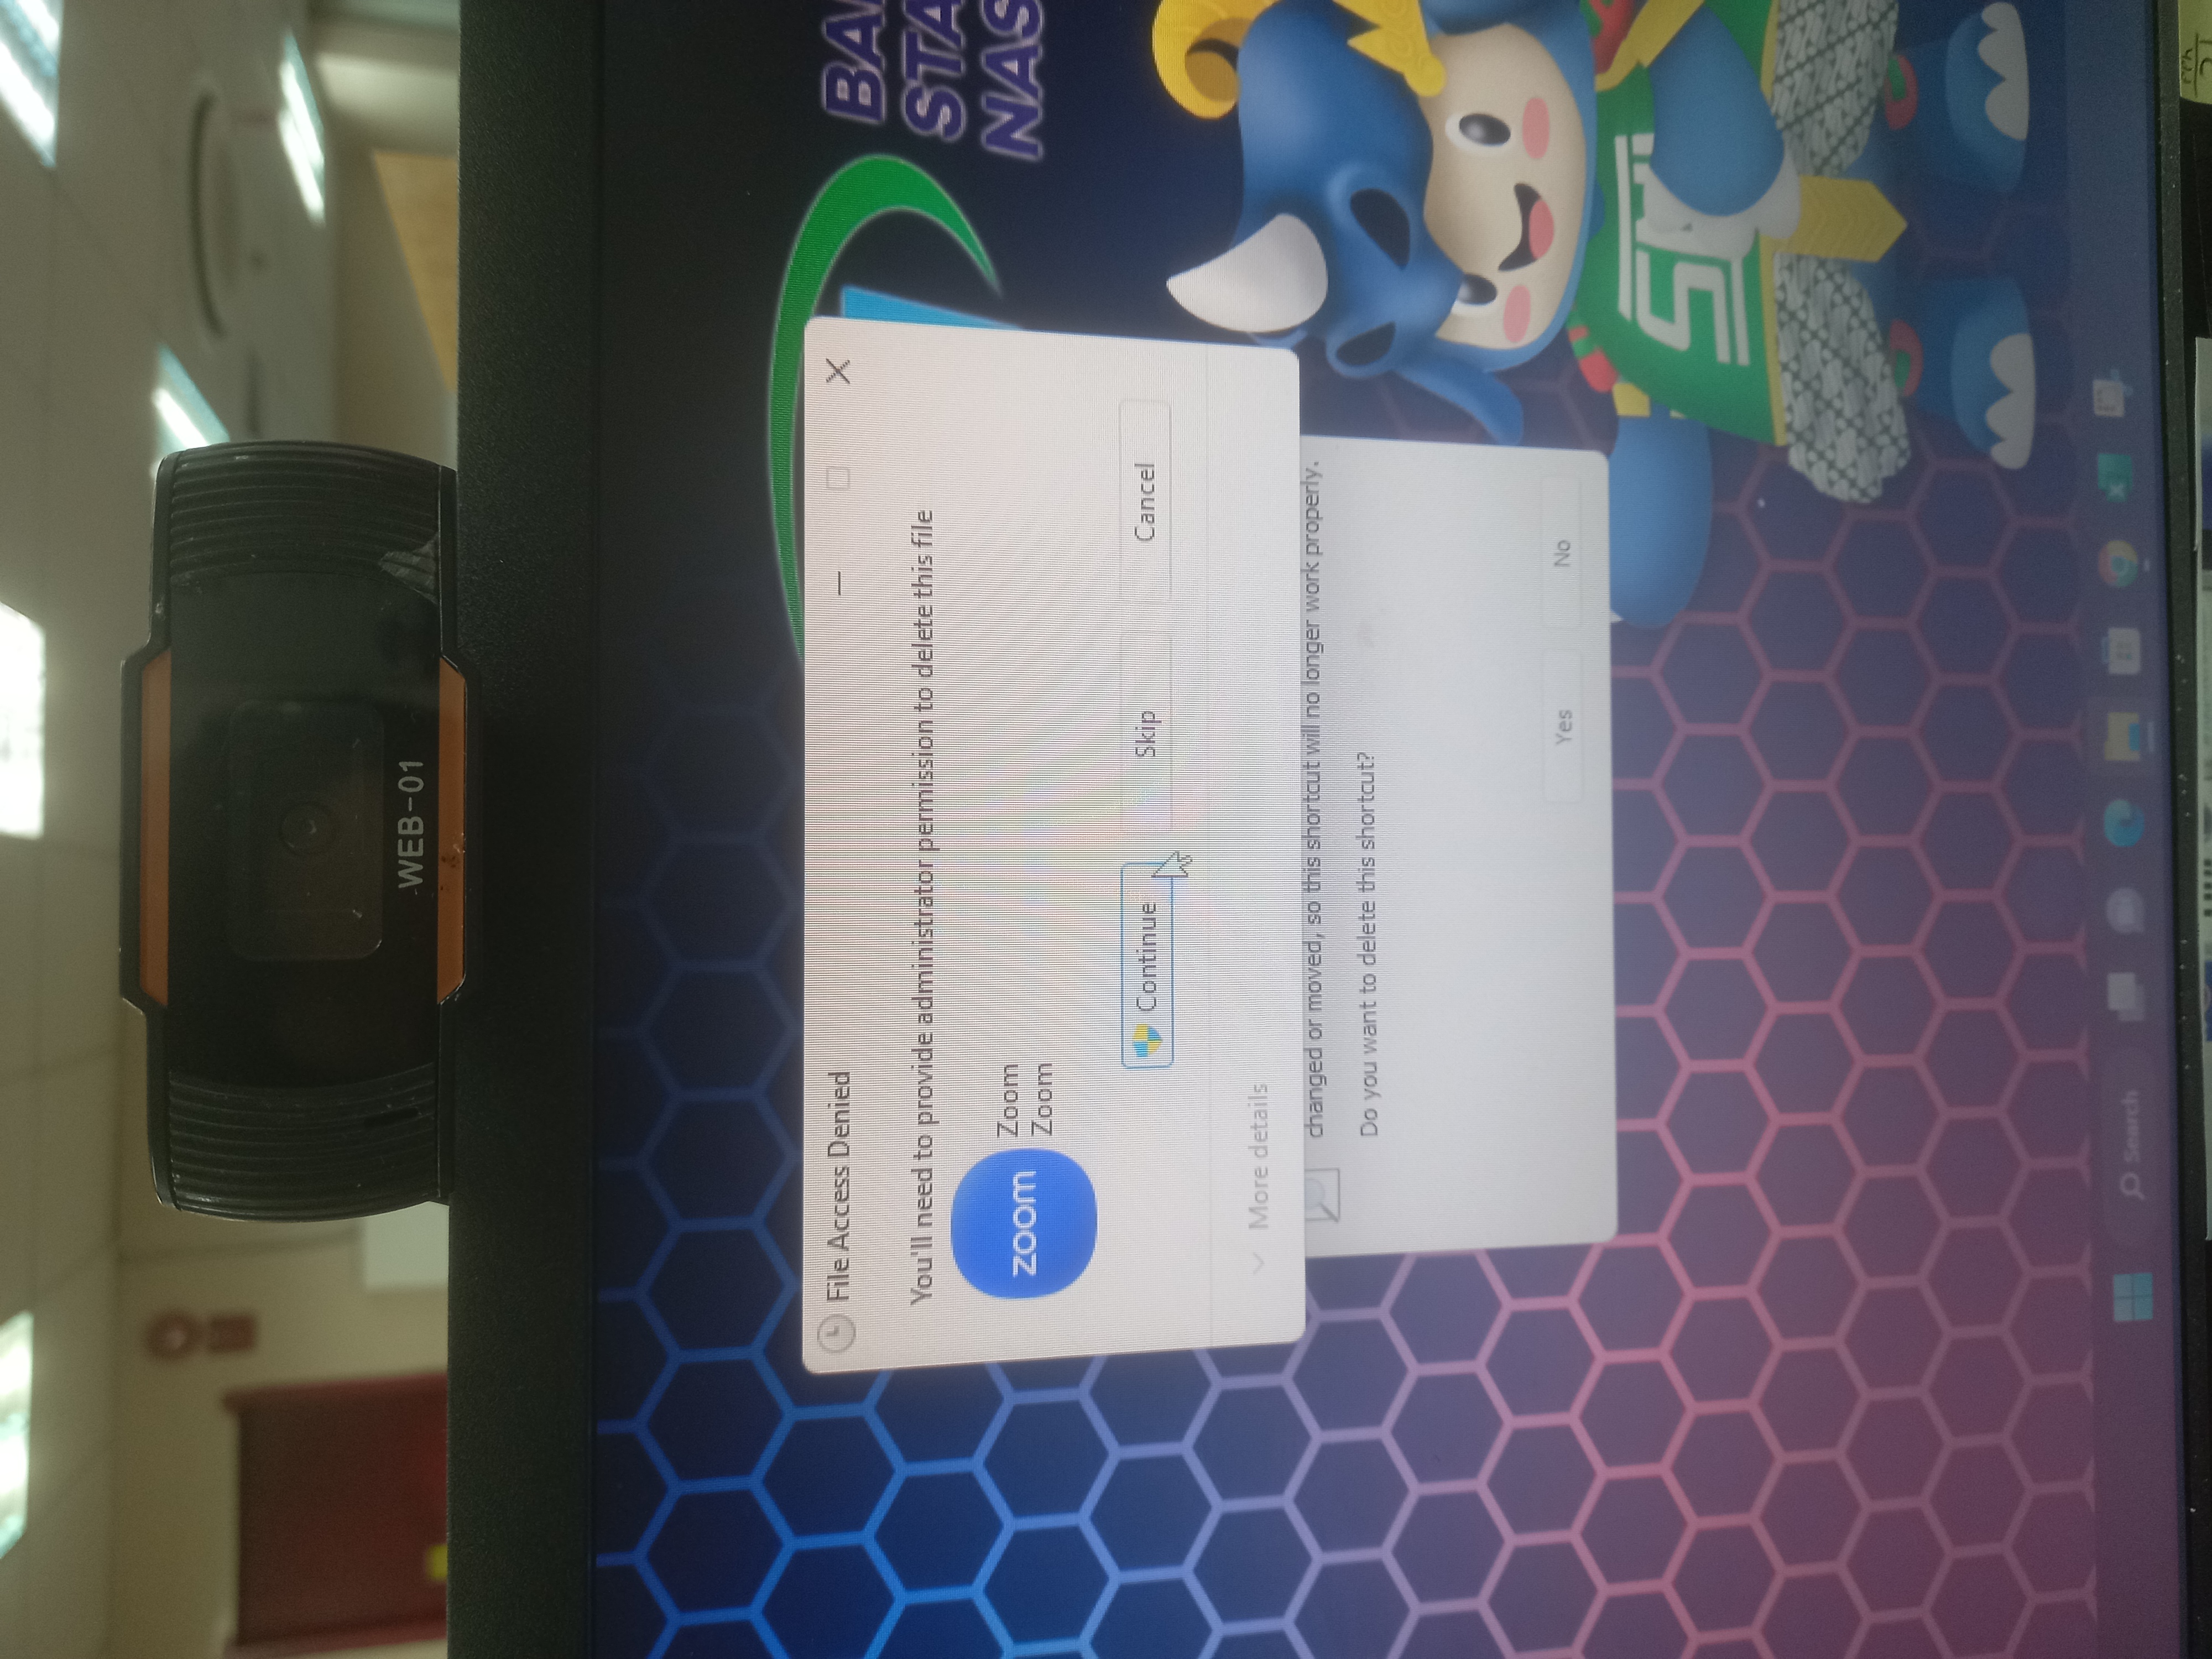 WEB-01
File Access Denied
You'll need to provide administrator permission to delete this file
zoom
Zoom
Zoom
Continue
Skip
Cancel
More details
changed or moved, so this shortcut will no longer work properly.
Do you want to delete this shortcut?
Yes
No
STA
NAS
Search